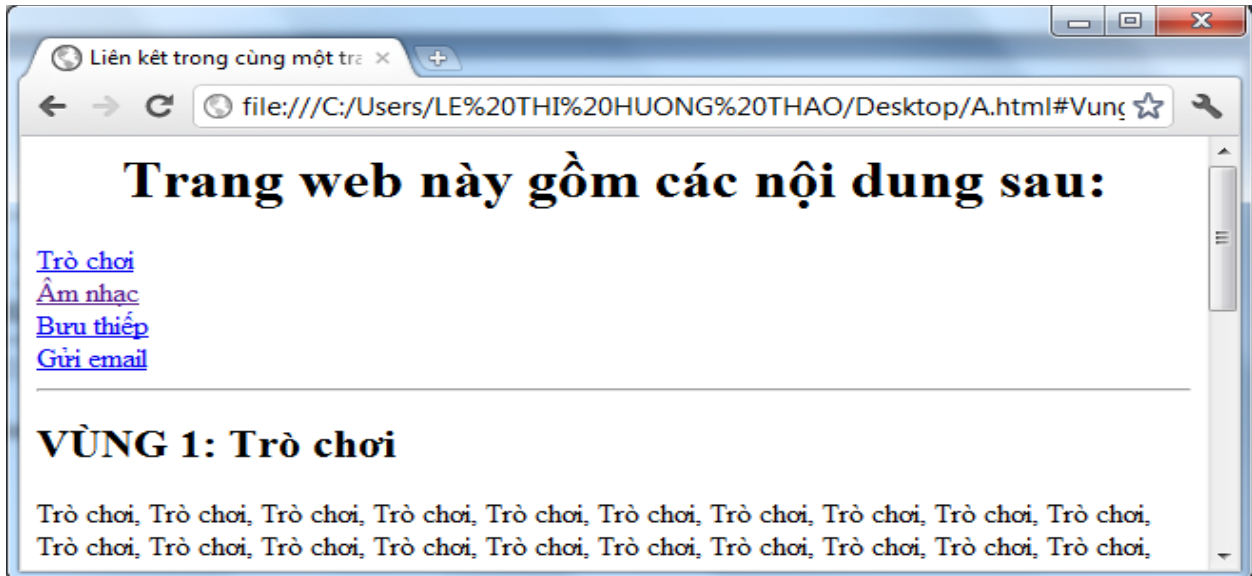 Liên kêt trong cùng một tra
file:///C:/Users/LE%20THI%20HUONG%20THAO/Desktop/A.html#Vung
Trang web này gồm các nội dung sau:
Trò chơi
Âm nhạc
Bưu thiếp
Gửi email
VÙNG 1: Trò chơi
Trò chơi, Trò chơi, Trò chơi, Trò chơi, Trò chơi, Trò chơi, Trò chơi, Trò chơi, Trò chơi, Trò chơi,
Trò chơi, Trò chơi, Trò chơi, Trò chơi, Trò chơi, Trò chơi, Trò chơi, Trò chơi, Trò chơi, Trò chơi,